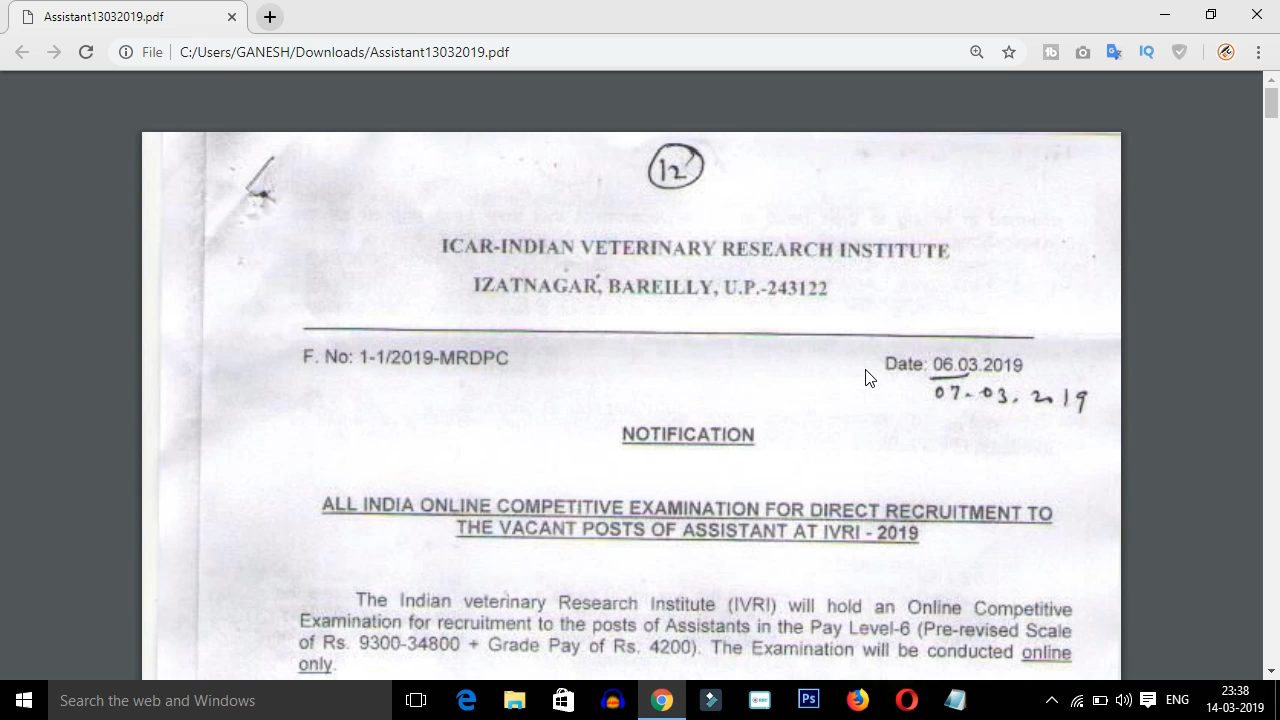 Assistant13032019.pdf
File C:/Users/GANESH/Downloads/Assistant13032019.pdf
12
ICAR-INDIAN VETERINARY RESEARCH INSTITUTE
IZATNAGAR, BAREILLY, U.P.-243122
F. No: 1-1/2019-MRDPC Date: 06.03.2019
07-03.2019
NOTIFICATION
ALL INDIA ONLINE COMPETITIVE EXAMINATION FOR DIRECT RECRUITMENT TO
THE VACANT POSTS OF ASSISTANT AT IVRI - 2019
The Indian veterinary Research Institute (IVRI) will hold an Online Competitive
Examination for recruitment to the posts of Assistants in the Pay Level-6 (Pre-revised Scale
of Rs. 9300-34800 + Grade Pay of Rs. 4200). The Examination will be conducted online
only.
Search the web and Windows
Ps
ENG
23:38
14-03-2019